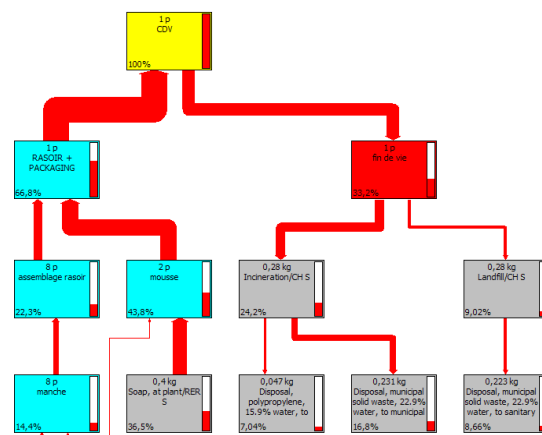 1 p
CDV
100%
1 p
RASOIR +
PACKAGING
66,8%
1 p
fin de vie
33,2%
8 p
assemblage rasoir
22,3%
2 p
mousse
43,8%
0,28 kg
Incineration/CH S
24,2%
0,28 kg
Landfill/CH S
9,02%
8 p
manche
14,4%
0,4 kg
Soap, at plant/RER
S
36,5%
0,047 kg
Disposal,
polypropylene,
15.9% water, to
7,04%
0,231 kg
Disposal, municipal
solid waste, 22.9%
water, to municipal
16,8%
0,223 kg
Disposal, municipal
solid waste, 22.9%
water, to sanitary
8,66%